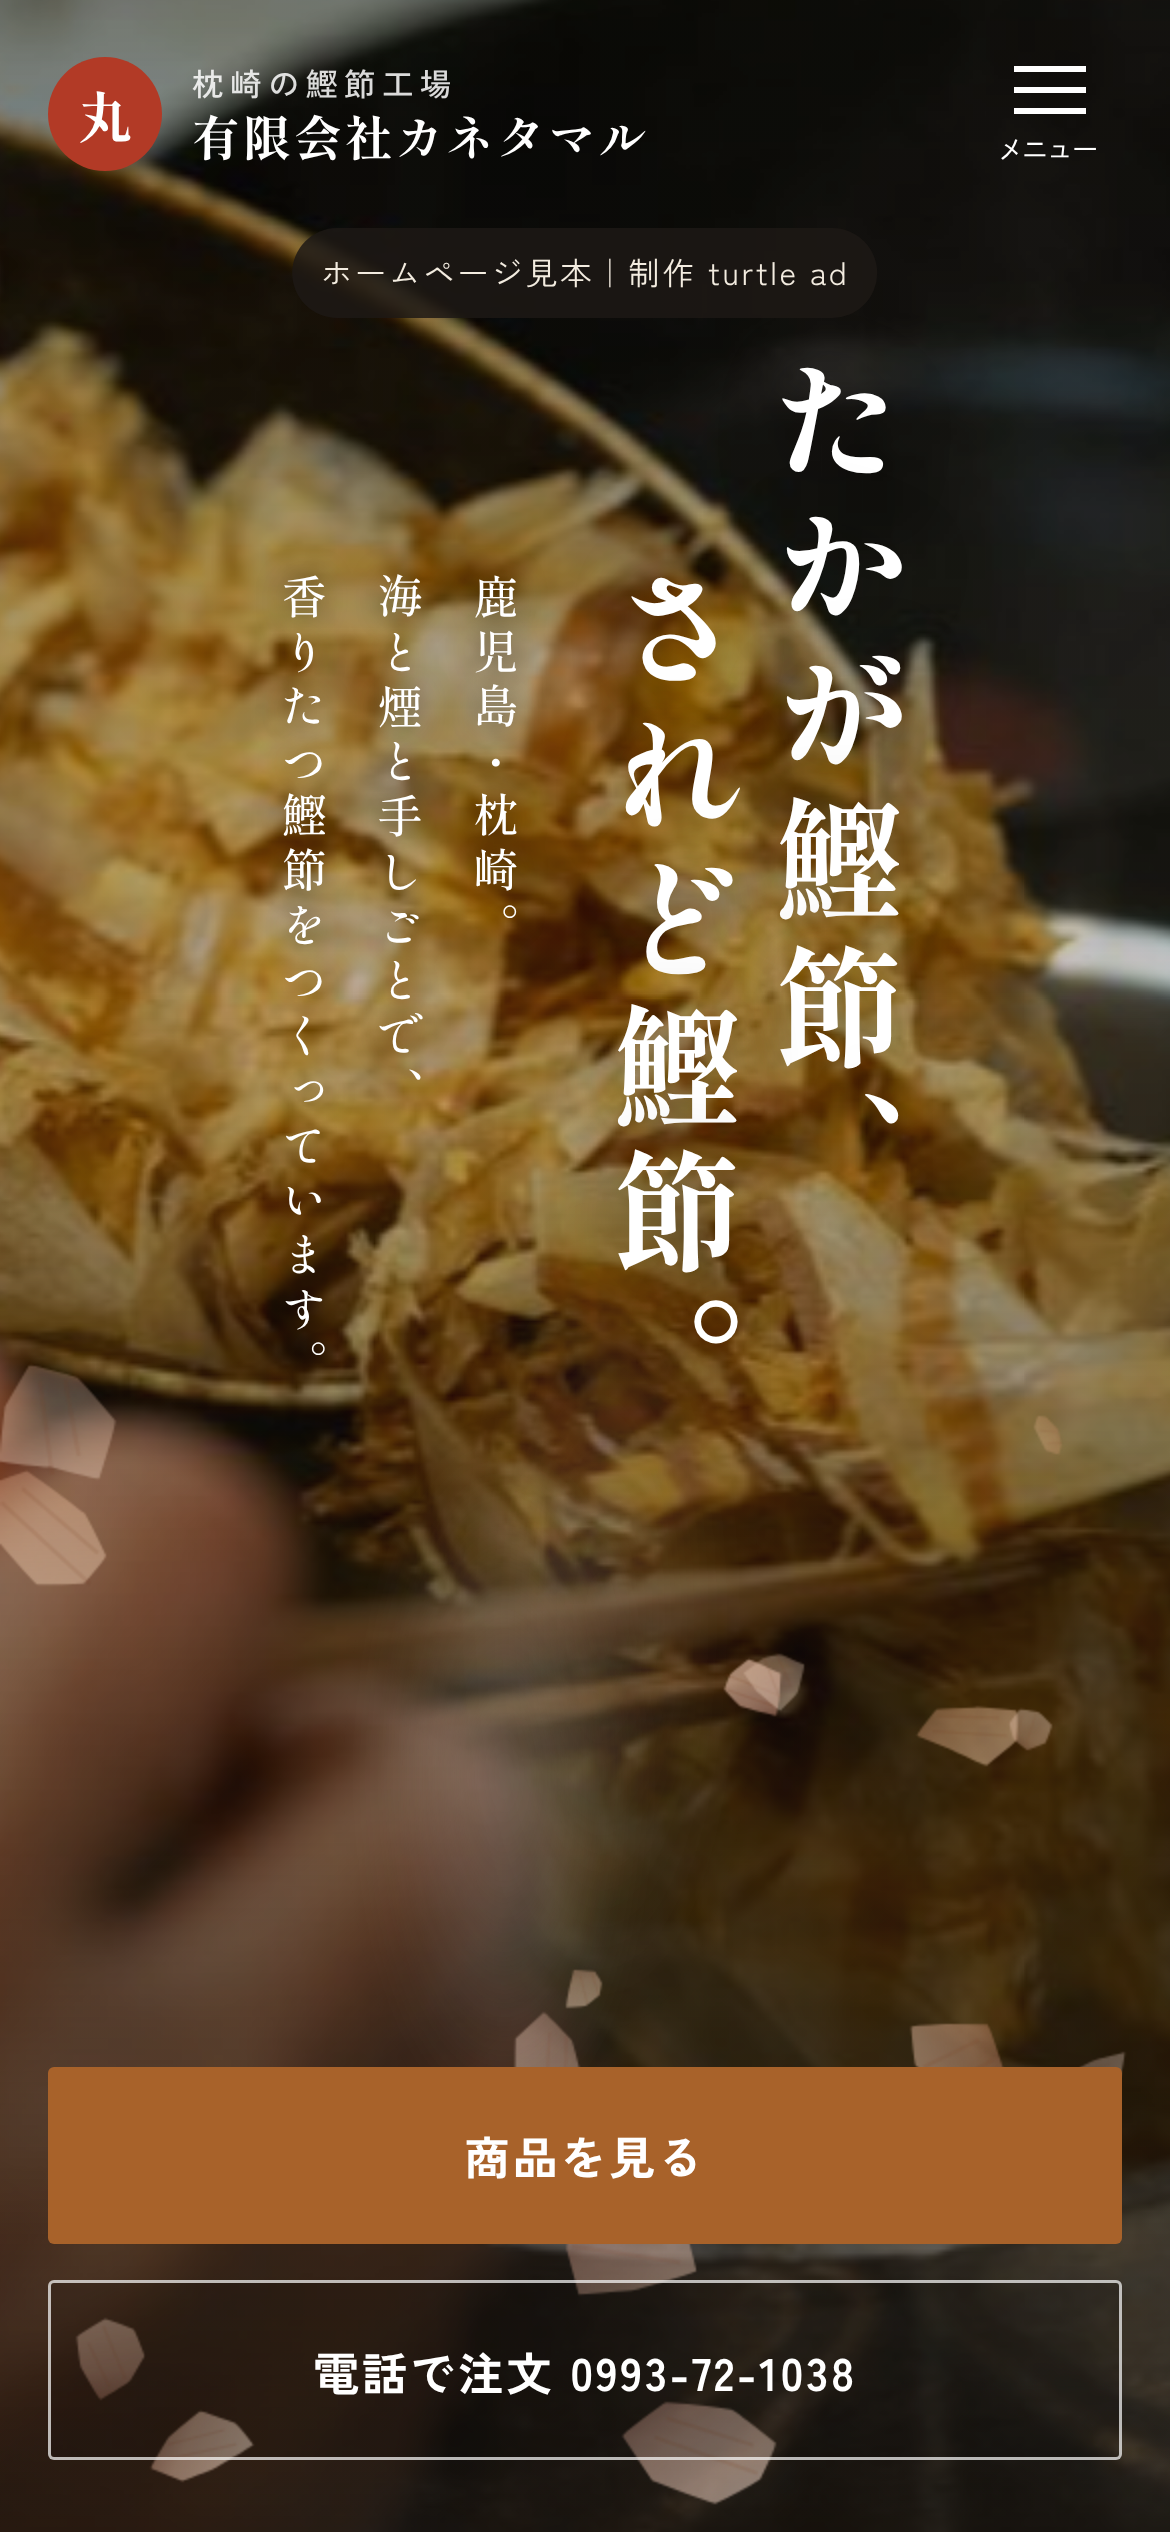 丸
枕崎の鰹節工場
有限会社カネタマル
メニュー
ホームページ見本｜制作 turtle ad
たかが鰹節、
されど鰹節。
鹿児島・枕崎。
海と煙と手しごとで、
香りたつ鰹節をつくっています。
商品を見る
電話で注文 0993-72-1038